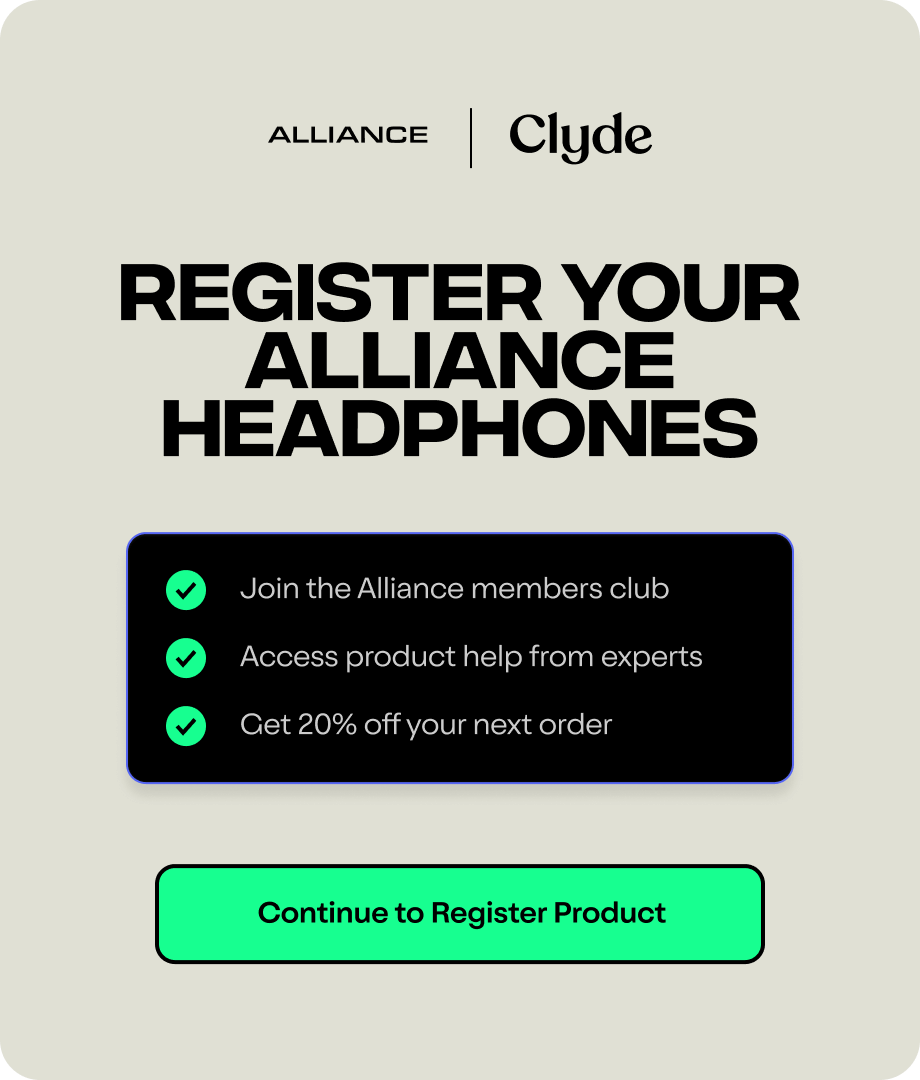 ALLIANCE | Clyde
REGISTER YOUR
ALLIANCE
HEADPHONES
Join the Alliance members club
Access product help from experts
Get 20% off your next order
Continue to Register Product